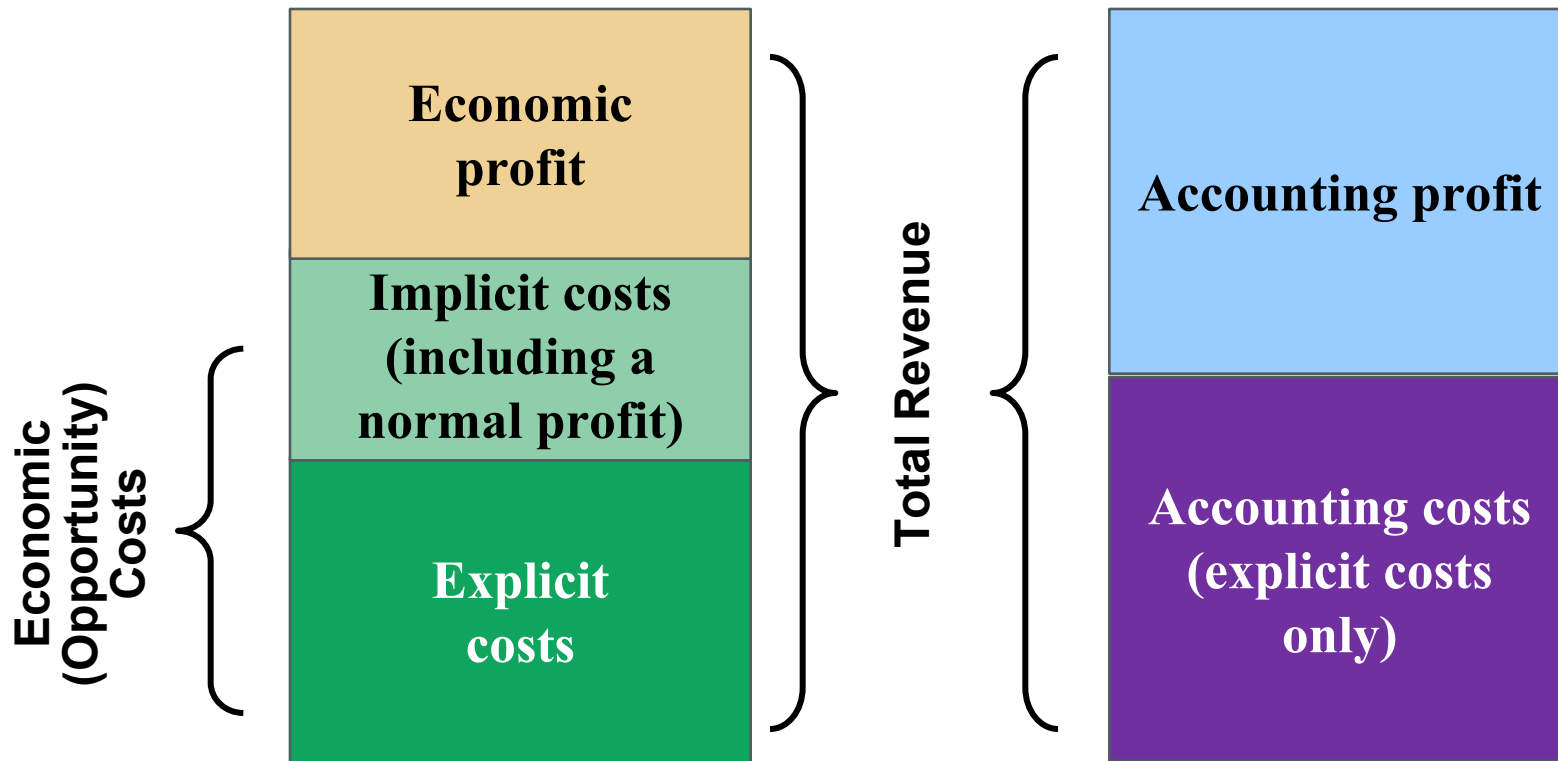 Economic
(Opportunity)
Costs
Economic
profit
Implicit costs
(including a
normal profit)
Explicit
costs
Total Revenue
Accounting profit
Accounting costs
(explicit costs
only)